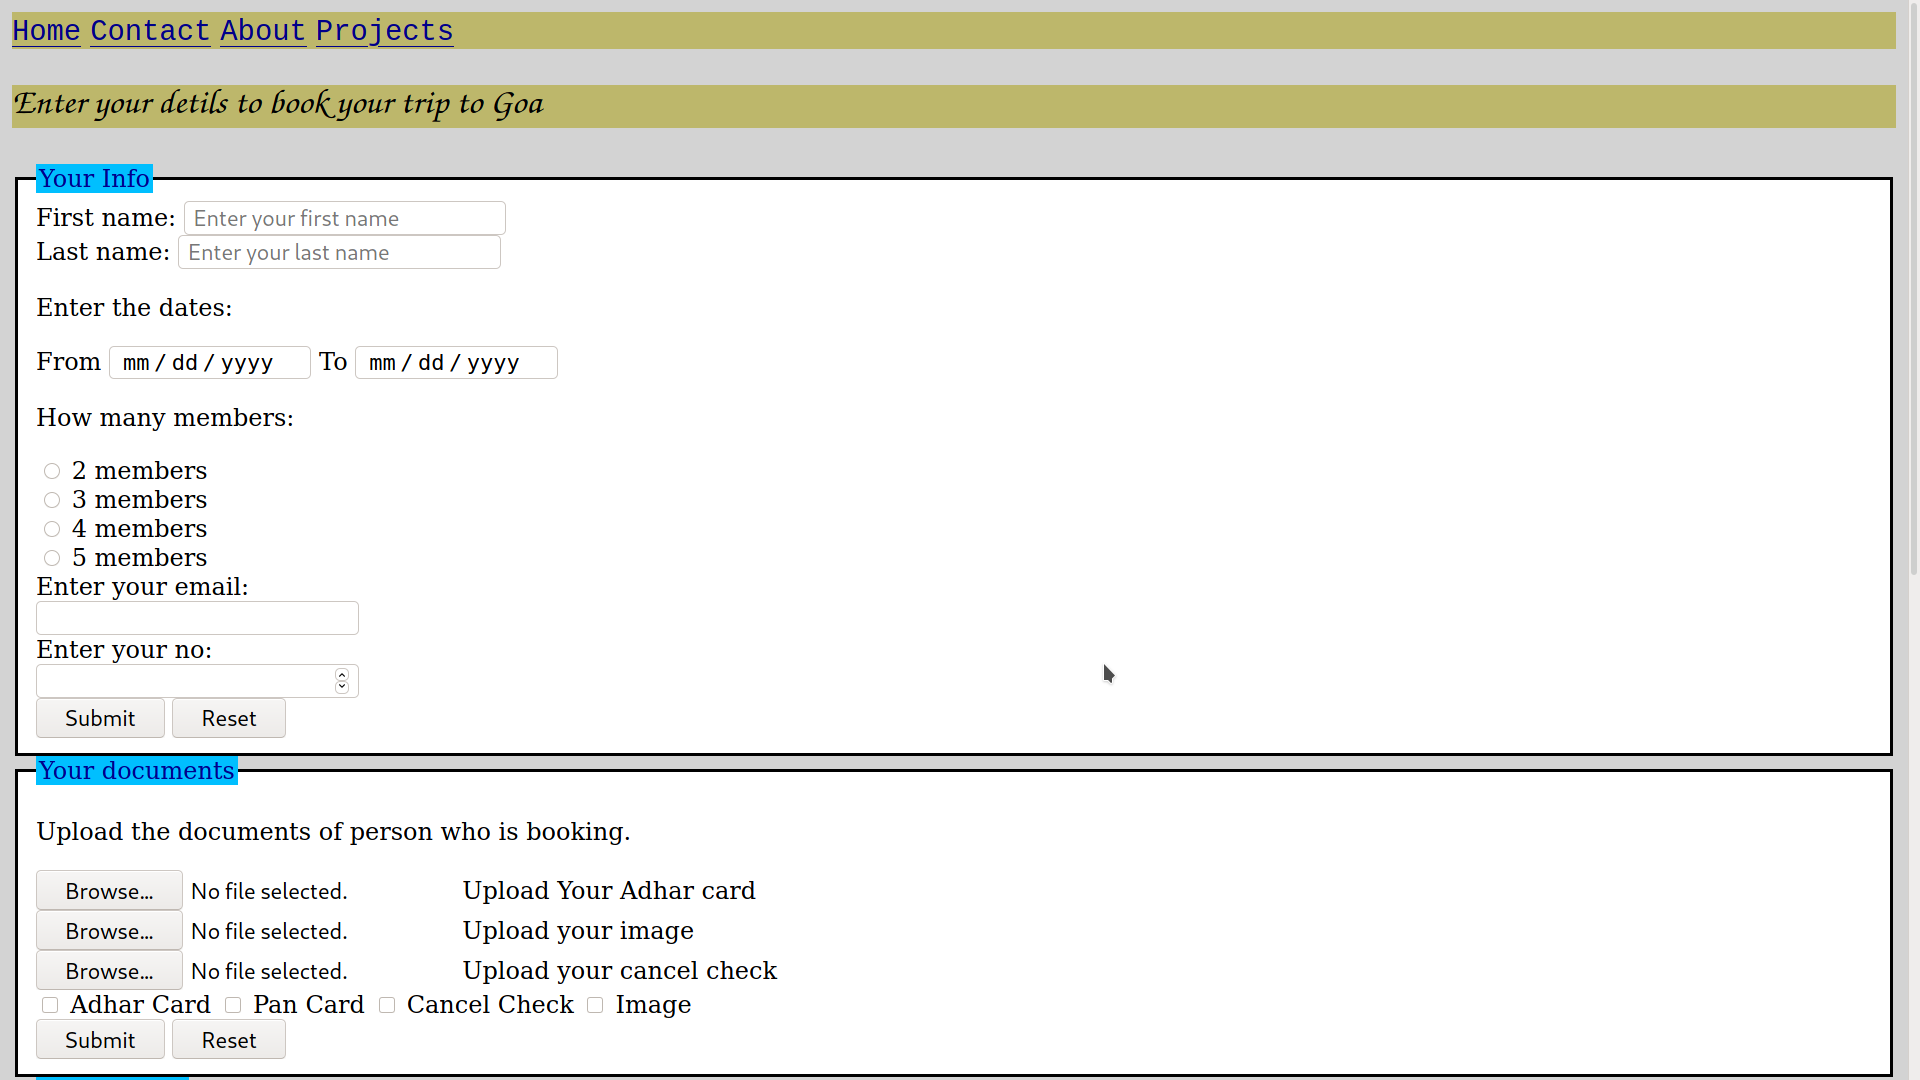 Home Contact About Projects
Enter your detils to book your trip to Goa
Your Info
First name: Enter your first name
Last name: Enter your last name
Enter the dates:
From mm / dd / yyyy To mm / dd / yyyy
How many members:
2 members
3 members
4 members
5 members
Enter your email:
Enter your no:
Submit Reset
Your documents
Upload the documents of person who is booking.
Browse... No file selected. Upload Your Adhar card
Browse... No file selected. Upload your image
Browse... No file selected. Upload your cancel check
Adhar Card Pan Card Cancel Check Image
Submit Reset